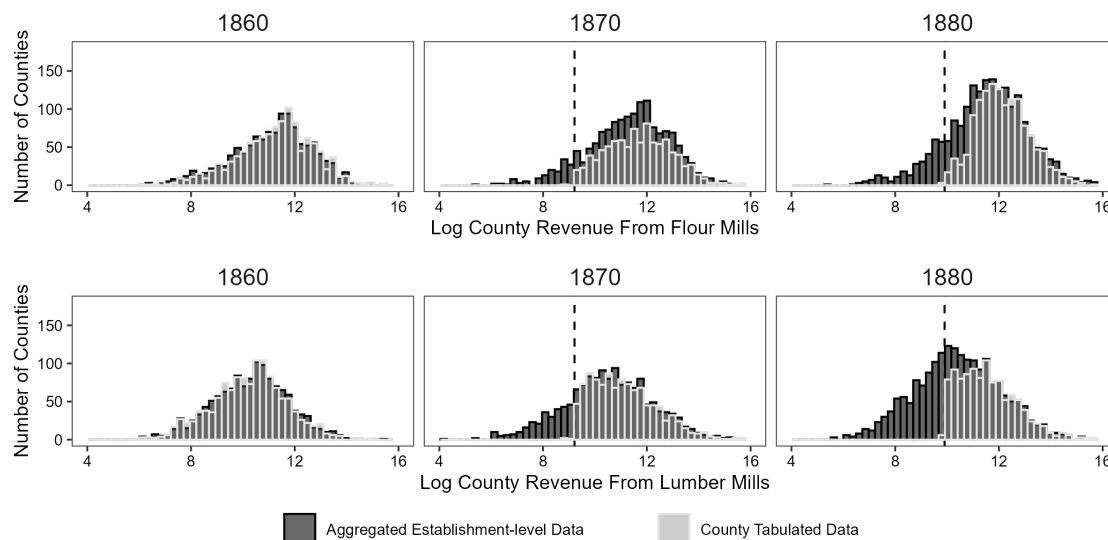 1860 1870 1880
Number of Counties
150
100
50
0
4 8 12 16 4 8 12 16 4 8 12 16
Log County Revenue From Flour Mills
1860 1870 1880
Number of Counties
150
100
50
0
4 8 12 16 4 8 12 16 4 8 12 16
Log County Revenue From Lumber Mills
Aggregated Establishment-level Data County Tabulated Data